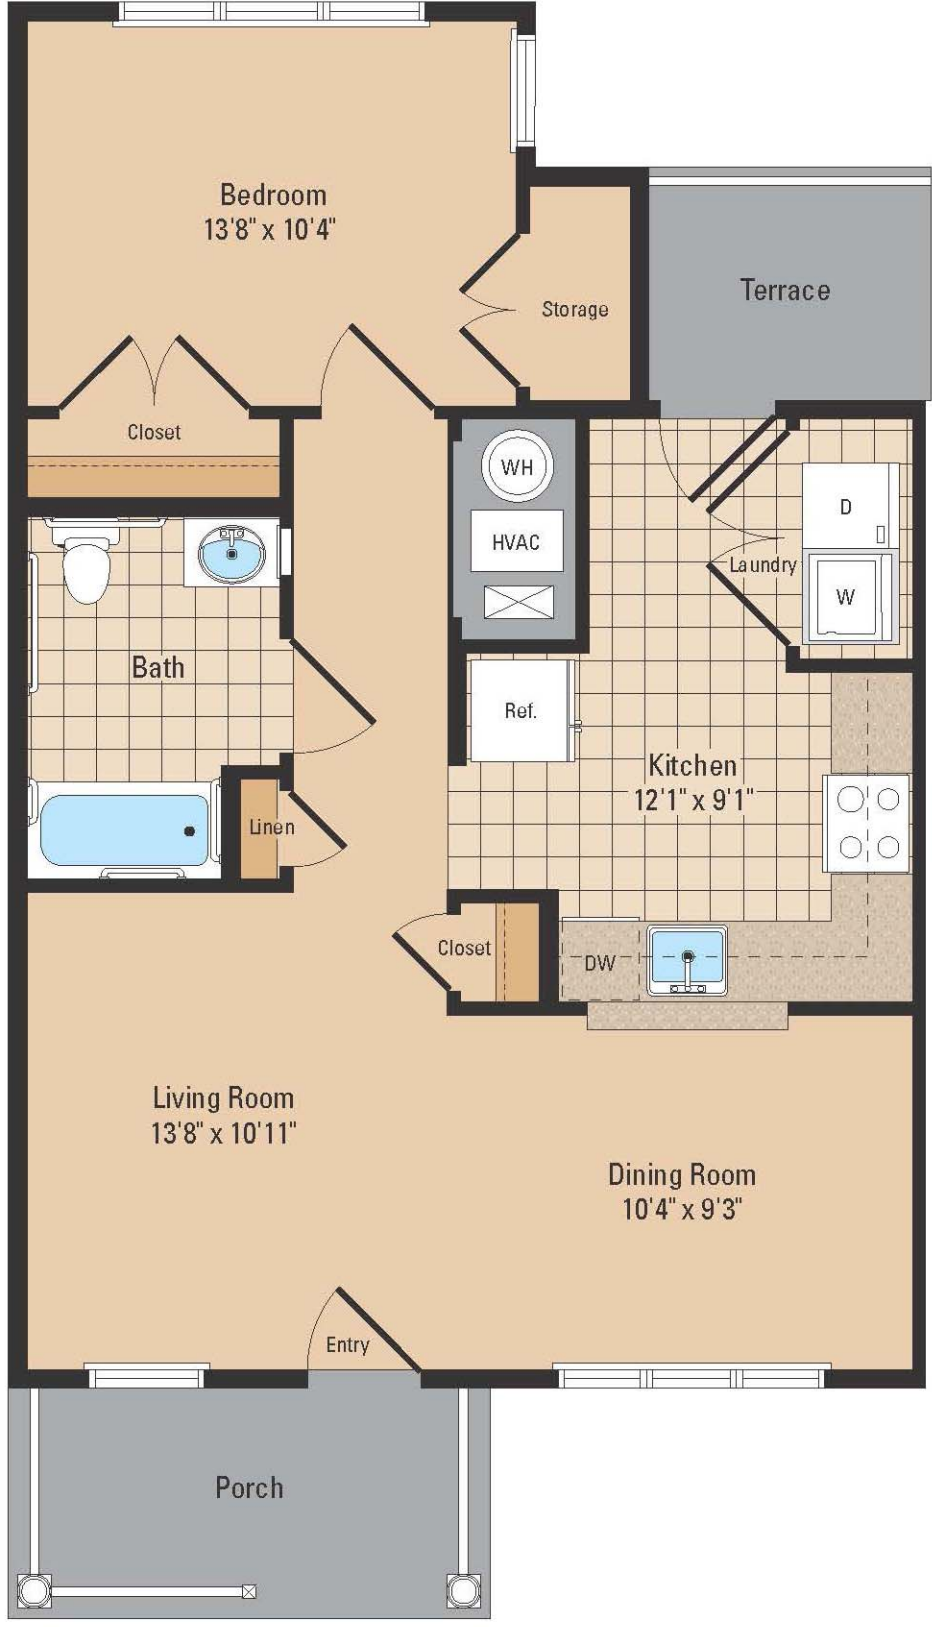 Bedroom
13'8" x 10'4"
Storage
Terrace
Closet
WH
HVAC
D
Laundry
W
Bath
Ref.
Kitchen
12'1" x 9'1"
Linen
Closet
DW
Living Room
13'8" x 10'11"
Dining Room
10'4" x 9'3"
Entry
Porch